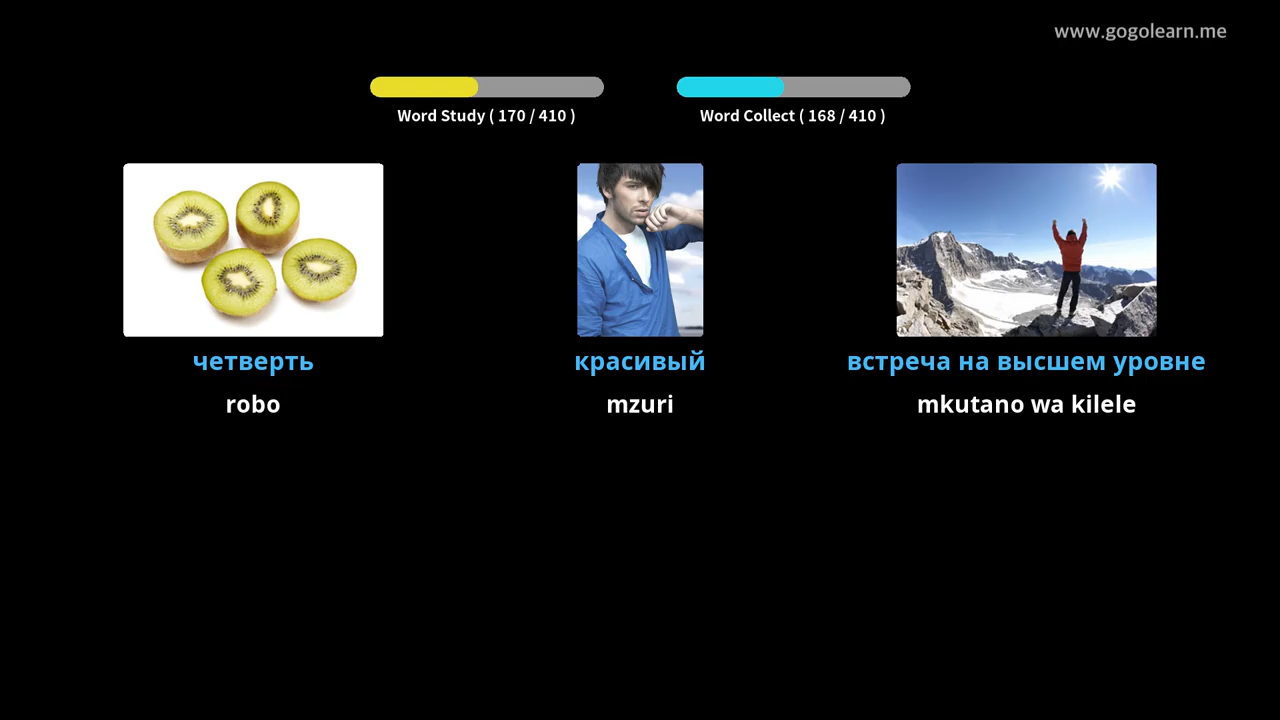 www.gogolearn.me
Word Study ( 170 / 410 )
Word Collect ( 168 / 410 )
четверть
robo
красивый
mzuri
встреча на высшем уровне
mkutano wa kilele